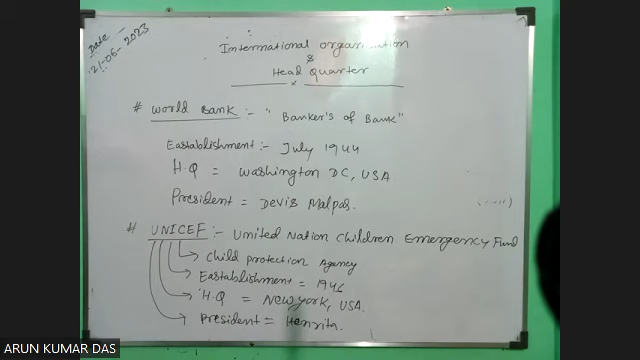 Date
21-06-2023
International organisation
&
Head Quarter
# World Bank :- "Banker's of Bank"
Eastablishment :- July 1944
H.Q = Washington DC, USA
President = Devis Malpas.
# UNICEF :- United Nation Children Emergency Fund
Child protection Agency
Eastablishment = 1946
H.Q = New york, USA.
President = Henrita.
ARUN KUMAR DAS